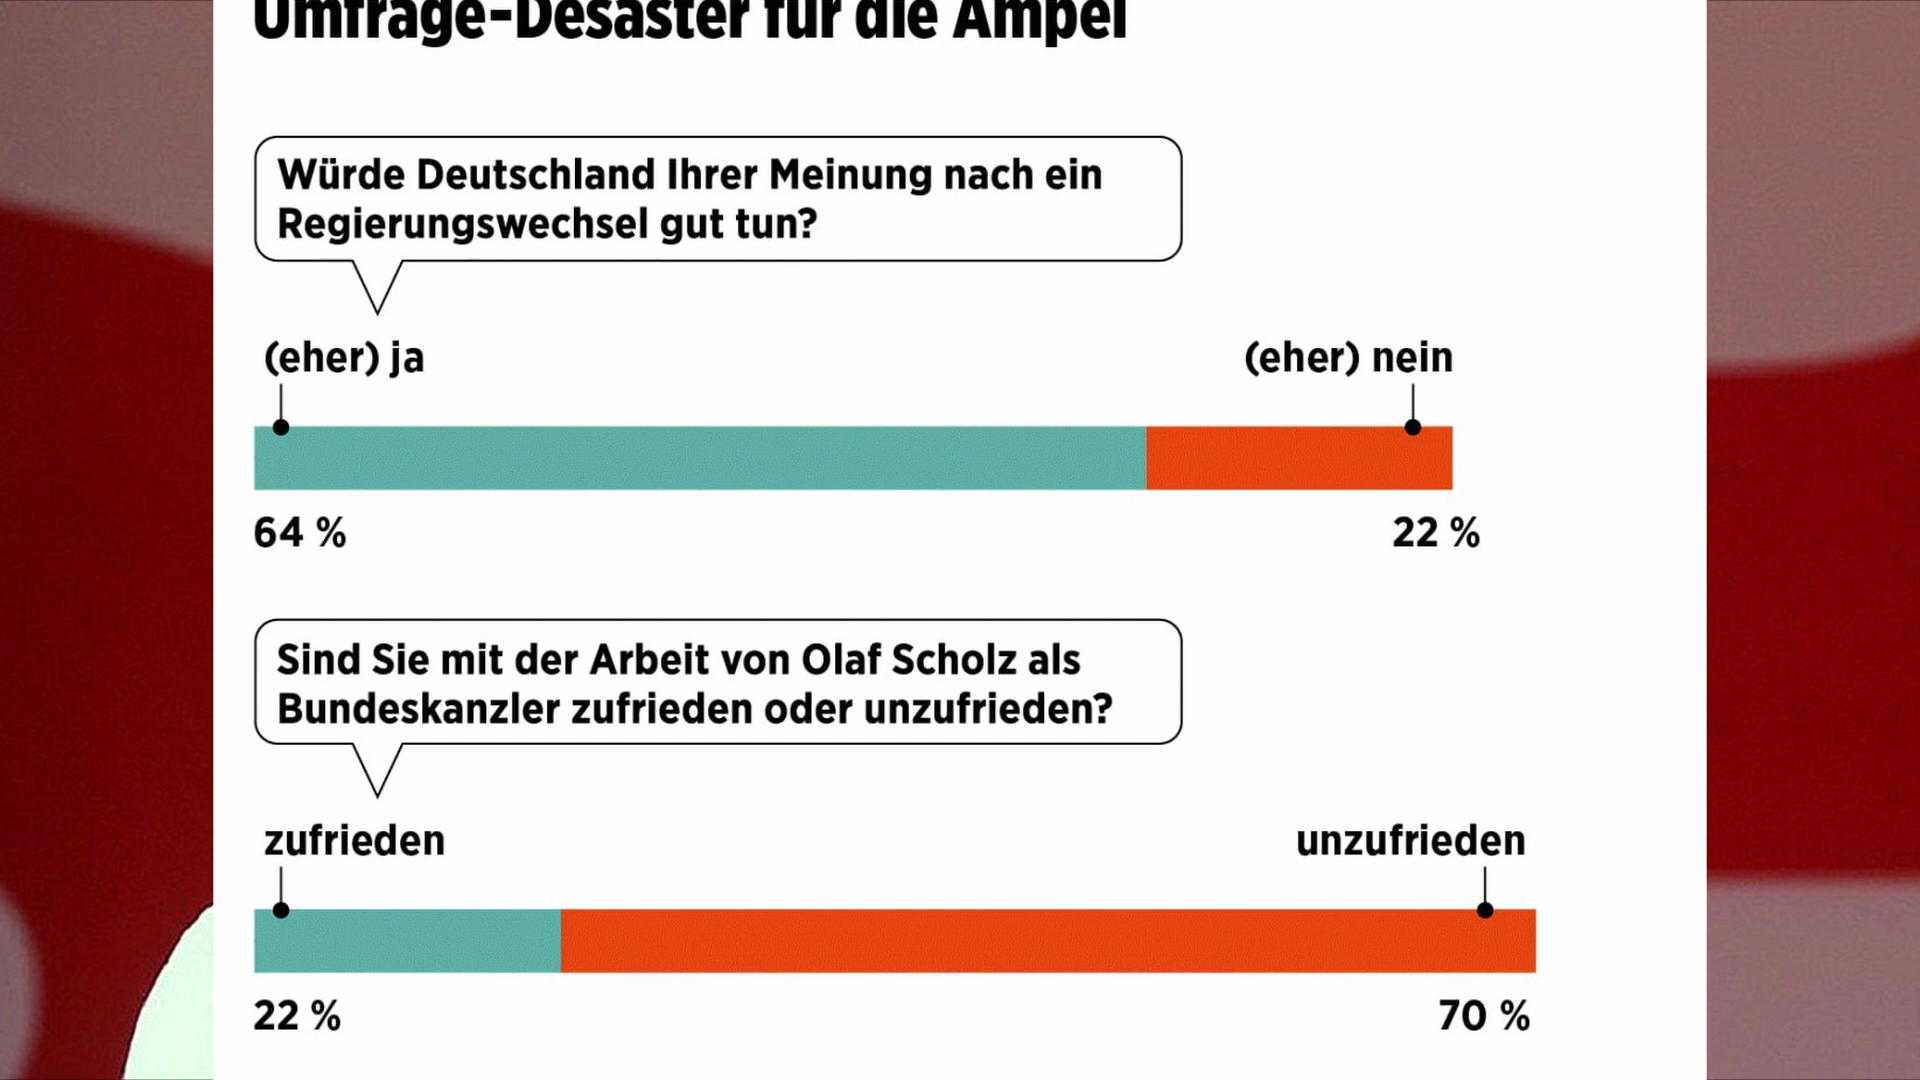 Umfrage-Desaster für die Ampel
Würde Deutschland Ihrer Meinung nach ein
Regierungswechsel gut tun?
(eher) ja (eher) nein
64 % 22 %
Sind Sie mit der Arbeit von Olaf Scholz als
Bundeskanzler zufrieden oder unzufrieden?
zufrieden unzufrieden
22 % 70 %